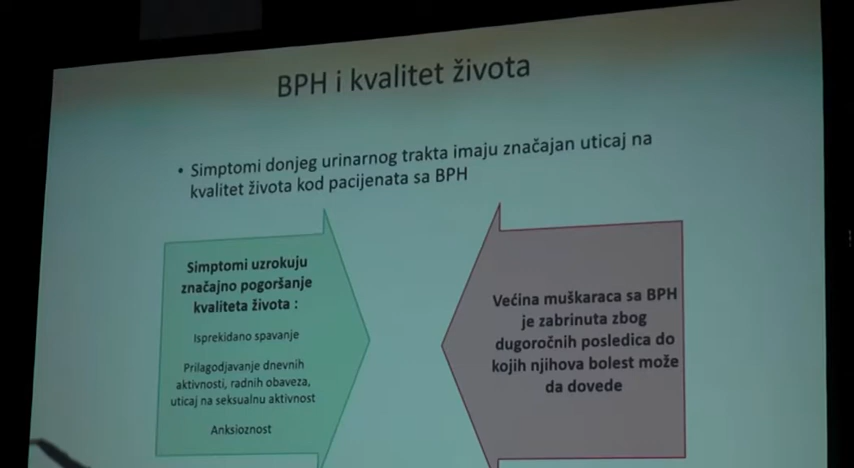 BPH i kvalitet života
• Simptomi donjeg urinarnog trakta imaju značajan uticaj na
kvalitet života kod pacijenata sa BPH
Simptomi uzrokuju
značajno pogoršanje
kvaliteta života :
Isprekidano spavanje
Prilagodjavanje dnevnih
aktivnosti, radnih obaveza,
uticaj na seksualnu aktivnost
Anksioznost
Većina muškaraca sa BPH
je zabrinuta zbog
dugoročnih posledica do
kojih njihova bolest može
da dovede